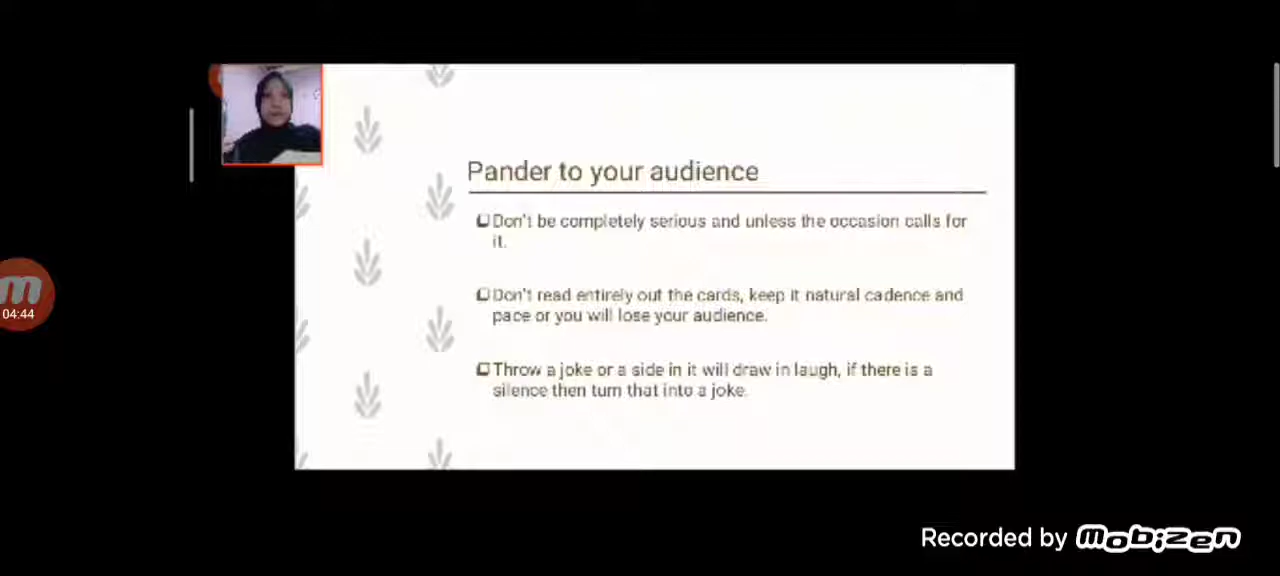 Pander to your audience
Don't be completely serious and unless the occasion calls for
it.
Don't read entirely out the cards, keep it natural cadence and
pace or you will lose your audience.
Throw a joke or a side in it will draw in laugh, if there is a
silence then turn that into a joke.
04:44
Recorded by Mobizen